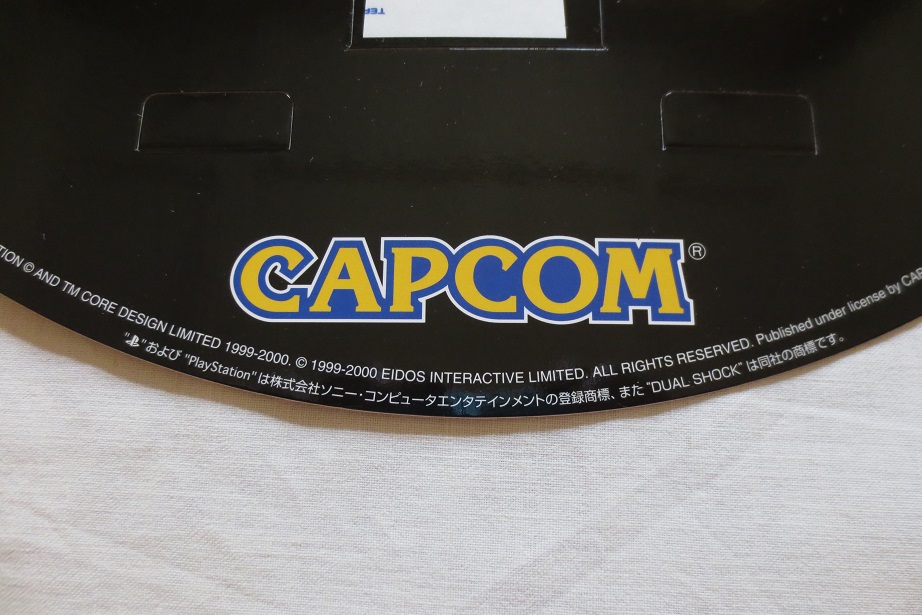 CAPCOM®
TION © AND TM CORE DESIGN LIMITED 1999-2000. © 1999-2000 EIDOS INTERACTIVE LIMITED. ALL RIGHTS RESERVED. Published under license by CAP
"および "PlayStation"は株式会社ソニー・コンピュータエンタテインメントの登録商標、また "DUAL SHOCK" は同社の商標です。